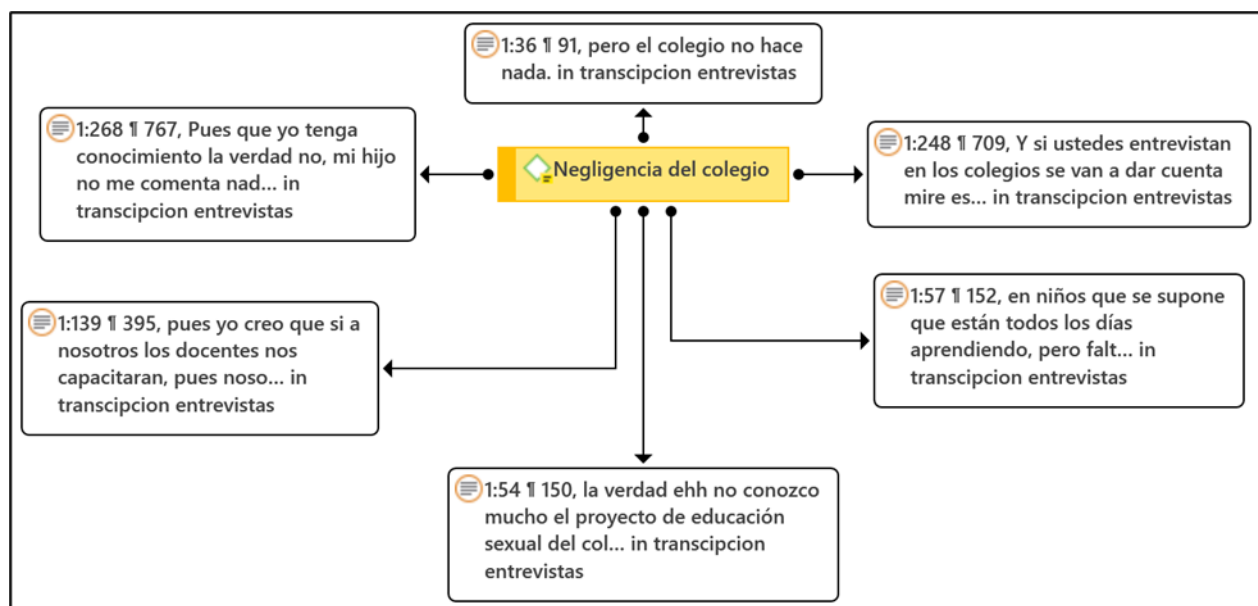 1:36 ¶ 91, pero el colegio no hace
nada. in transcipcion entrevistas
1:268 ¶ 767, Pues que yo tenga
conocimiento la verdad no, mi hijo
no me comenta nad... in
transcipcion entrevistas
Negligencia del colegio
1:248 ¶ 709, Y si ustedes entrevistan
en los colegios se van a dar cuenta
mire es... in transcipcion entrevistas
1:139 ¶ 395, pues yo creo que si a
nosotros los docentes nos
capacitaran, pues noso... in
transcipcion entrevistas
1:57 ¶ 152, en niños que se supone
que están todos los días
aprendiendo, pero falt... in
transcipcion entrevistas
1:54 ¶ 150, la verdad ehh no conozco
mucho el proyecto de educación
sexual del col... in transcipcion
entrevistas